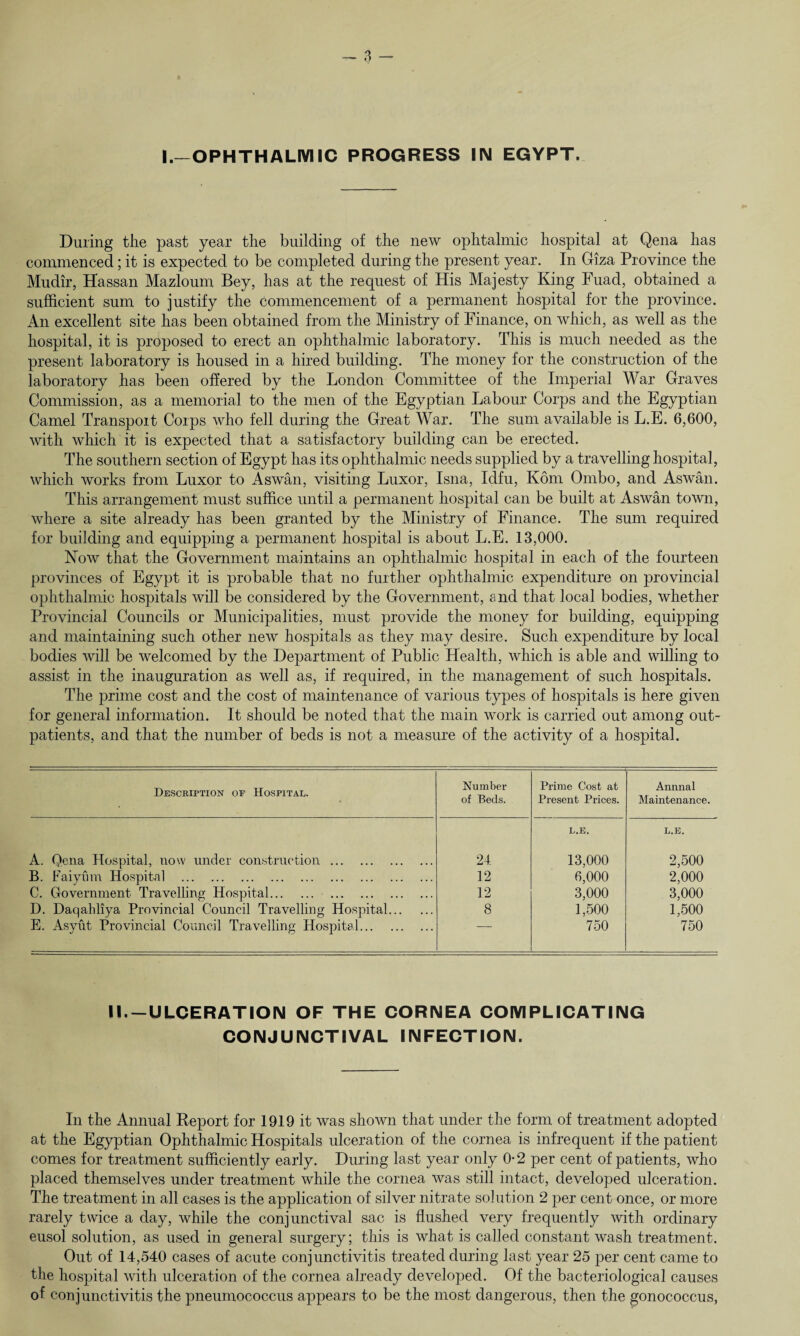 — 3 —
I.—OPHTHALMIC PROGRESS IN EGYPT.
During the past year the building of the new ophtalmic hospital at Qena has
commenced; it is expected to be completed during the present year. In Gîza Province the
Mudîr, Hassan Mazloum Bey, has at the request of His Majesty King Fuad, obtained a
sufficient sum to justify the commencement of a permanent hospital for the province.
An excellent site has been obtained from the Ministry of Finance, on which, as well as the
hospital, it is proposed to erect an ophthalmic laboratory. This is much needed as the
present laboratory is housed in a hired building. The money for the construction of the
laboratory has been offered by the London Committee of the Imperial War Graves
Commission, as a memorial to the men of the Egyptian Labour Corps and the Egyptian
Camel Transport Corps who fell during the Great War. The sum available is L.E. 6,600,
with which it is expected that a satisfactory building can be erected.
The southern section of Egypt has its ophthalmic needs supplied by a travelling hospital,
which works from Luxor to Aswân, visiting Luxor, Isna, Idfu, Kôm Ombo, and Aswân.
This arrangement must suffice until a permanent hospital can be built at Aswân town,
where a site already has been granted by the Ministry of Finance. The sum required
for building and equipping a permanent hospital is about L.E. 13,000.
Now that the Government maintains an ophthalmic hospital in each of the fourteen
provinces of Egypt it is probable that no further ophthalmic expenditure on provincial
ophthalmic hospitals will be considered by the Government, and that local bodies, whether
Provincial Councils or Municipalities, must provide the money for building, equipping
and maintaining such other new hospitals as they may desire. Such expenditure by local
bodies will be welcomed by the Department of Public Health, which is able and willing to
assist in the inauguration as well as, if required, in the management of such hospitals.
The prime cost and the cost of maintenance of various types of hospitals is here given
for general information. It should be noted that the main work is carried out among out-
patients, and that the number of beds is not a measure of the activity of a hospital.
Description of Hospital. Number of Beds. Prime Cost at Present Prices. Annnal Maintenance.
L.E. L.E.
A. Qena Hospital, now under construction ... ... ... ... 24 13,000 2,500
B. Faiyûm Hospital ... ... ... ... ... ... ... ... ... 12 6,000 2,000
C. Government Travelling Hospital... ... ... ... ... ... 12 3,000 3,000
D. Daqahlîya Provincial Council Travelling Hospital... ... 8 1,500 1,500
E. Asyût Provincial Council Travelling Hospital... ... ... — 750 750
II.—ULCERATION OF THE CORNEA COMPLICATING
CONJUNCTIVAL INFECTION.
In the Annual Report for 1919 it was shown that under the form of treatment adopted
at the Egyptian Ophthalmic Hospitals ulceration of the cornea is infrequent if the patient
comes for treatment sufficiently early. During last year only 0·2 per cent of patients, who
placed themselves under treatment while the cornea was still intact, developed ulceration.
The treatment in all cases is the application of silver nitrate solution 2 per cent once, or more
rarely twice a day, while the conjunctival sac is flushed very frequently with ordinary
eusol solution, as used in general surgery; this is what is called constant wash treatment.
Out of 14,540 cases of acute conjunctivitis treated during last year 25 per cent came to
the hospital with ulceration of the cornea already developed. Of the bacteriological causes
of conjunctivitis the pneumococcus appears to be the most dangerous, then the gonococcus,